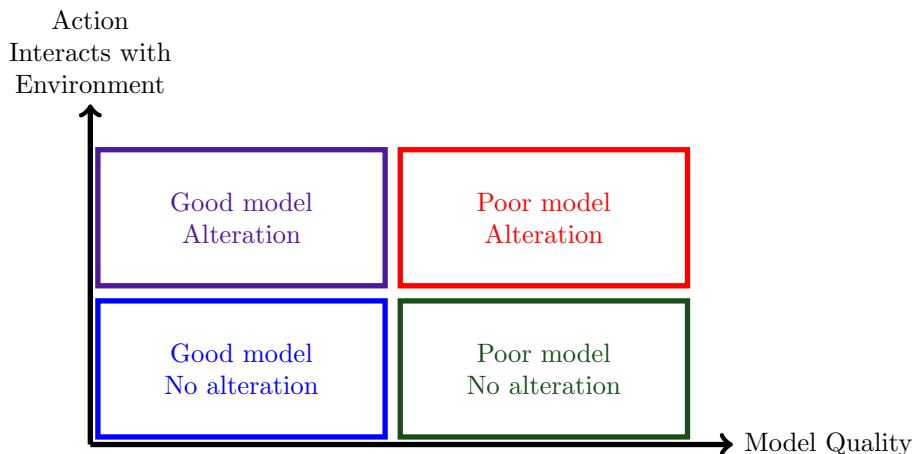 Action
Interacts with
Environment
Good model
Alteration
Poor model
Alteration
Good model
No alteration
Poor model
No alteration
Model Quality